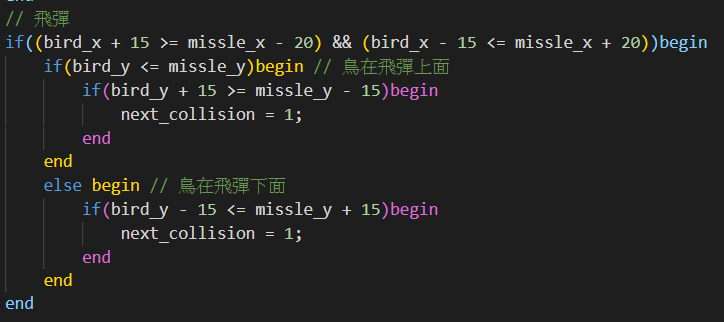 end
// 飛彈
if((bird_x + 15 >= missle_x - 20) && (bird_x - 15 <= missle_x + 20))begin
    if(bird_y <= missle_y)begin // 鳥在飛彈上面
        if(bird_y + 15 >= missle_y - 15)begin
            next_collision = 1;
        end
    end
    else begin // 鳥在飛彈下面
        if(bird_y - 15 <= missle_y + 15)begin
            next_collision = 1;
        end
    end
end